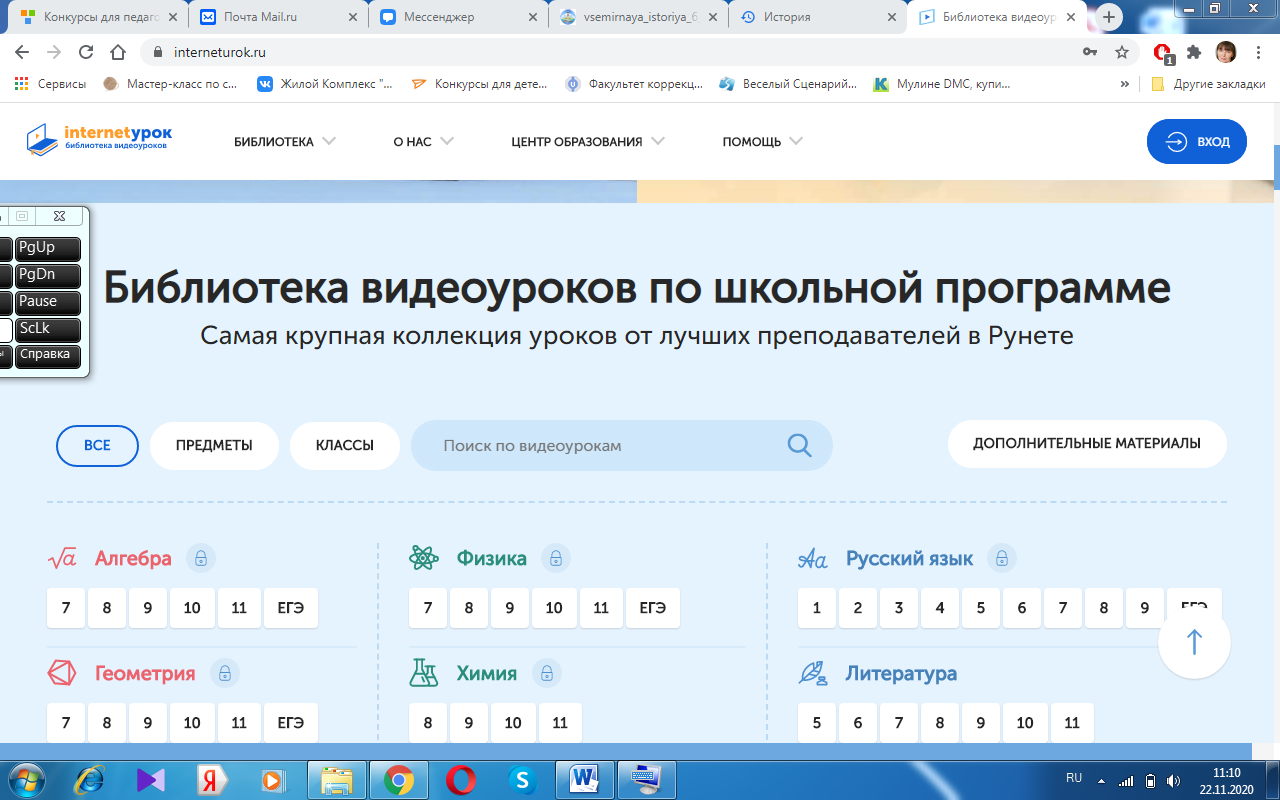 Конкурсы для педаго
Почта Mail.ru
Мессенджер
vsemirnaya_istoriya_6_
История
Библиотека видеоур
interneturok.ru
1
Сервисы
Мастер-класс по с...
Жилой Комплекс "...
Конкурсы для дете...
Факультет коррекц...
Веселый Сценарий...
Мулине DMC, купи...
»
Другие закладки
internetурок
библиотека видеоуроков
БИБЛИОТЕКА
О НАС
ЦЕНТР ОБРАЗОВАНИЯ
ПОМОЩЬ
ВХОД
PgUp
PgDn
Pause
ScLk
Справка
Библиотека видеоуроков по школьной программе
Самая крупная коллекция уроков от лучших преподавателей в Рунете
ВСЕ
ПРЕДМЕТЫ
КЛАССЫ
Поиск по видеоурокам
ДОПОЛНИТЕЛЬНЫЕ МАТЕРИАЛЫ
Алгебра
7 8 9 10 11 ЕГЭ
Физика
7 8 9 10 11 ЕГЭ
Русский язык
1 2 3 4 5 6 7 8 9 ЕГЭ
Геометрия
7 8 9 10 11 ЕГЭ
Химия
8 9 10 11
Литература
5 6 7 8 9 10 11
RU
11:10
22.11.2020